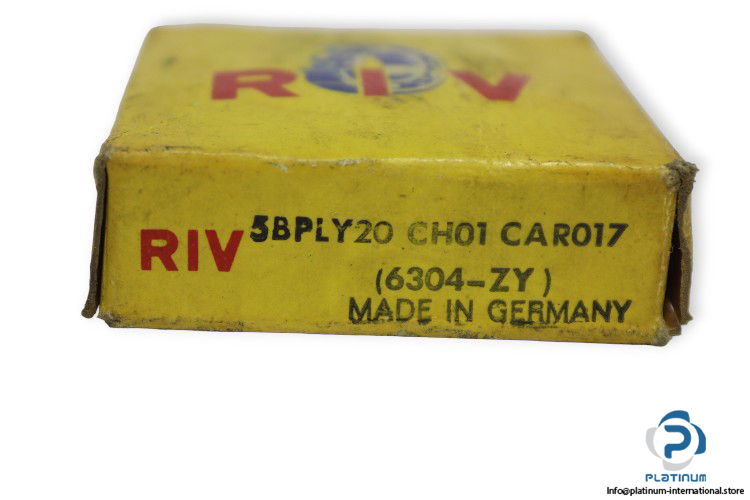 RIV
RIV 5BPLY20 CH01 CAR017
(6304-ZY)
MADE IN GERMANY
PLATINUM
Info@platinum-international.store